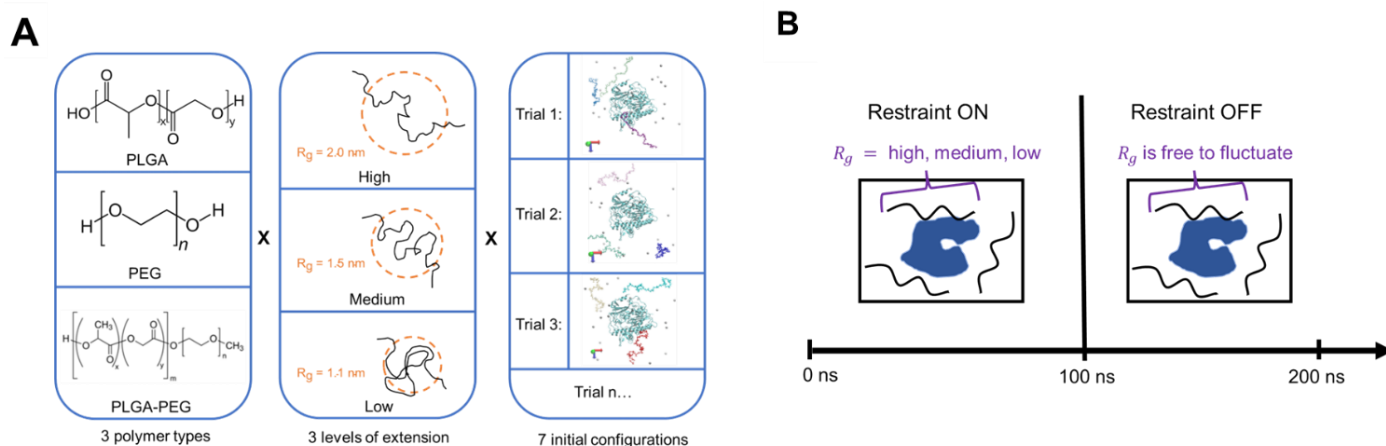 A
O
O
O
H
HO
x
O
y
O
PLGA
H
O
O
H
n
PEG
CH3
O
H
O
O
O
O
CH3
O
x
y
m
n
PLGA-PEG
3 polymer types
X
Rg = 2.0 nm
High
Rg = 1.5 nm
Medium
Rg = 1.1 nm
Low
3 levels of extension
X
Trial 1:
Trial 2:
Trial 3:
Trial n...
7 initial configurations
B
Restraint ON
Rg = high, medium, low
Restraint OFF
Rg is free to fluctuate
0 ns
100 ns
200 ns